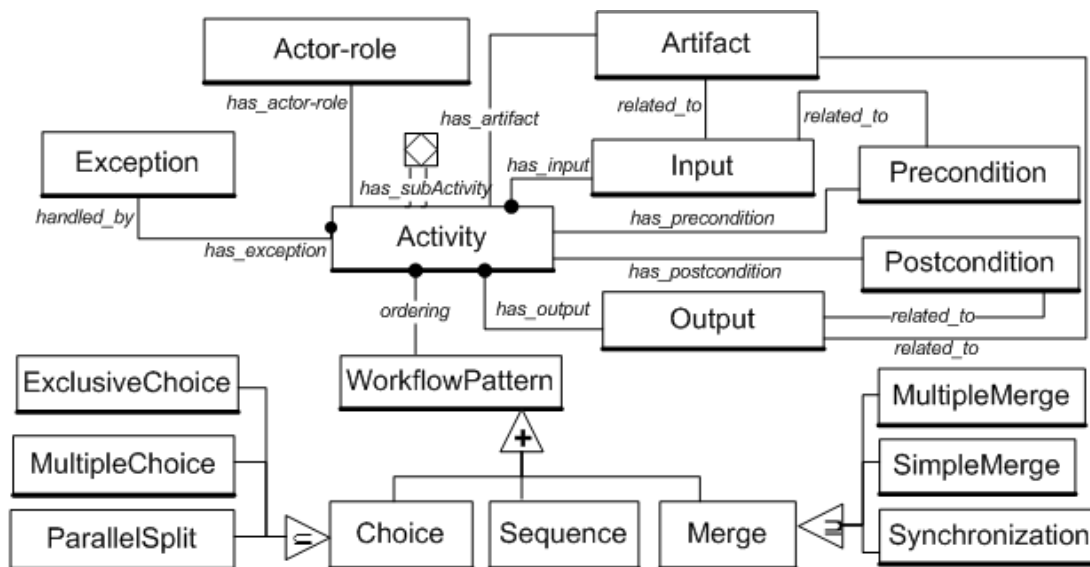 Actor-role
Artifact
has_actor-role
has_artifact
related_to
related_to
Exception
has_input
Input
Precondition
has_subActivity
handled_by
has_exception
Activity
has_precondition
has_postcondition
Postcondition
ordering
has_output
Output
related_to
related_to
ExclusiveChoice
WorkflowPattern
MultipleMerge
MultipleChoice
+
SimpleMerge
ParallelSplit
Choice
Sequence
Merge
Synchronization